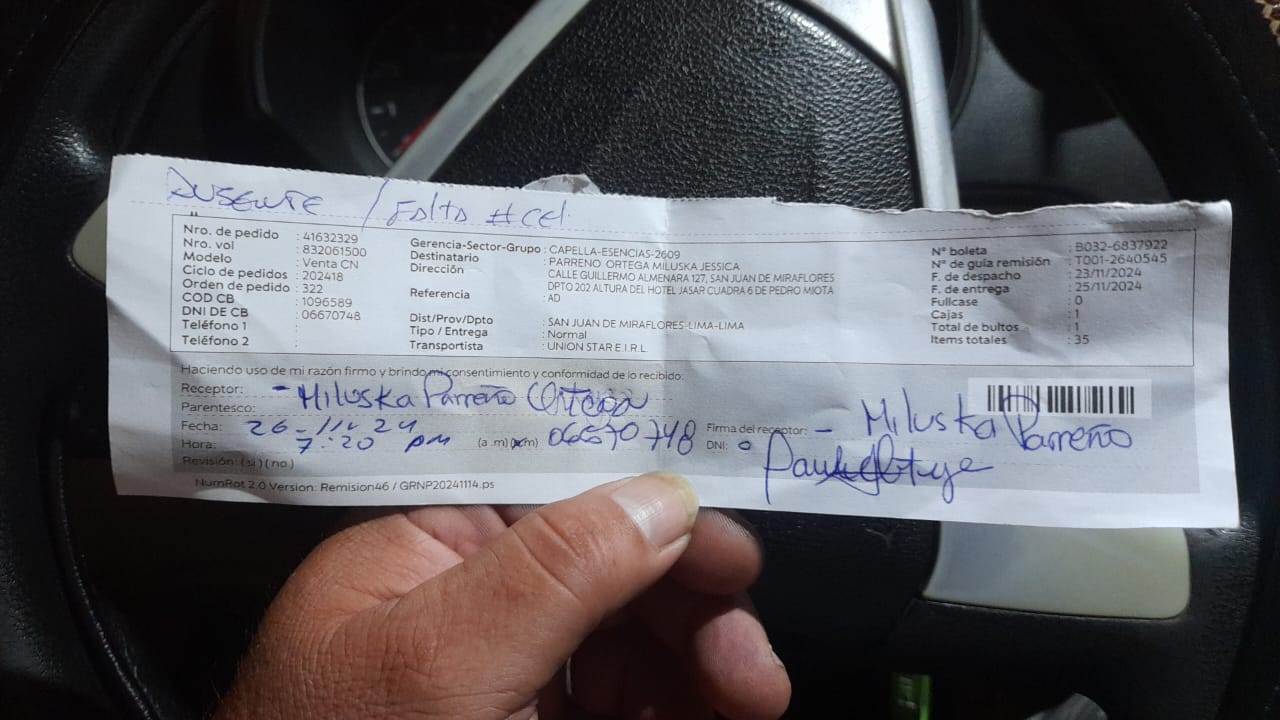 AUSENTE / Falta # cel.
Nro. de pedido : 41632329
Nro. vol : 832061500
Modelo : Venta CN
Ciclo de pedidos : 202418
Orden de pedido : 322
COD CB : 1096589
DNI DE CB : 06670748
Teléfono 1 :
Teléfono 2 :
Gerencia-Sector-Grupo : CAPELLA-ESENCIAS-2609
Destinatario : PARRENO ORTEGA MILUSKA JESSICA
Dirección : CALLE GUILLERMO ALMENARA 127, SAN JUAN DE MIRAFLORES
DPTO 202 ALTURA DEL HOTEL JASAR CUADRA 6 DE PEDRO MIOTA
Referencia : AD
Dist/Prov/Dpto : SAN JUAN DE MIRAFLORES-LIMA-LIMA
Tipo / Entrega : Normal
Transportista : UNION STAR E.I.R.L.
N° boleta : B032-6837922
N° de guía remisión : T001-2640545
F. de despacho : 23/11/2024
F. de entrega : 25/11/2024
Fullcase : 0
Cajas : 1
Total de bultos : 1
Items totales : 35
Haciendo uso de mi razón firmo y brindo mi consentimiento y conformidad de lo recibido.
Receptor: - Miluska Parreño Ortega
Parentesco:
Fecha: 26-11-24
Hora: 7:20 pm (a.m) (p.m) 06670748
Firma del receptor: - Miluska Parreño
DNI:
Revisión: ( si ) ( no )
NumRot 2.0 Version: Remision46 / GRNP20241114.ps